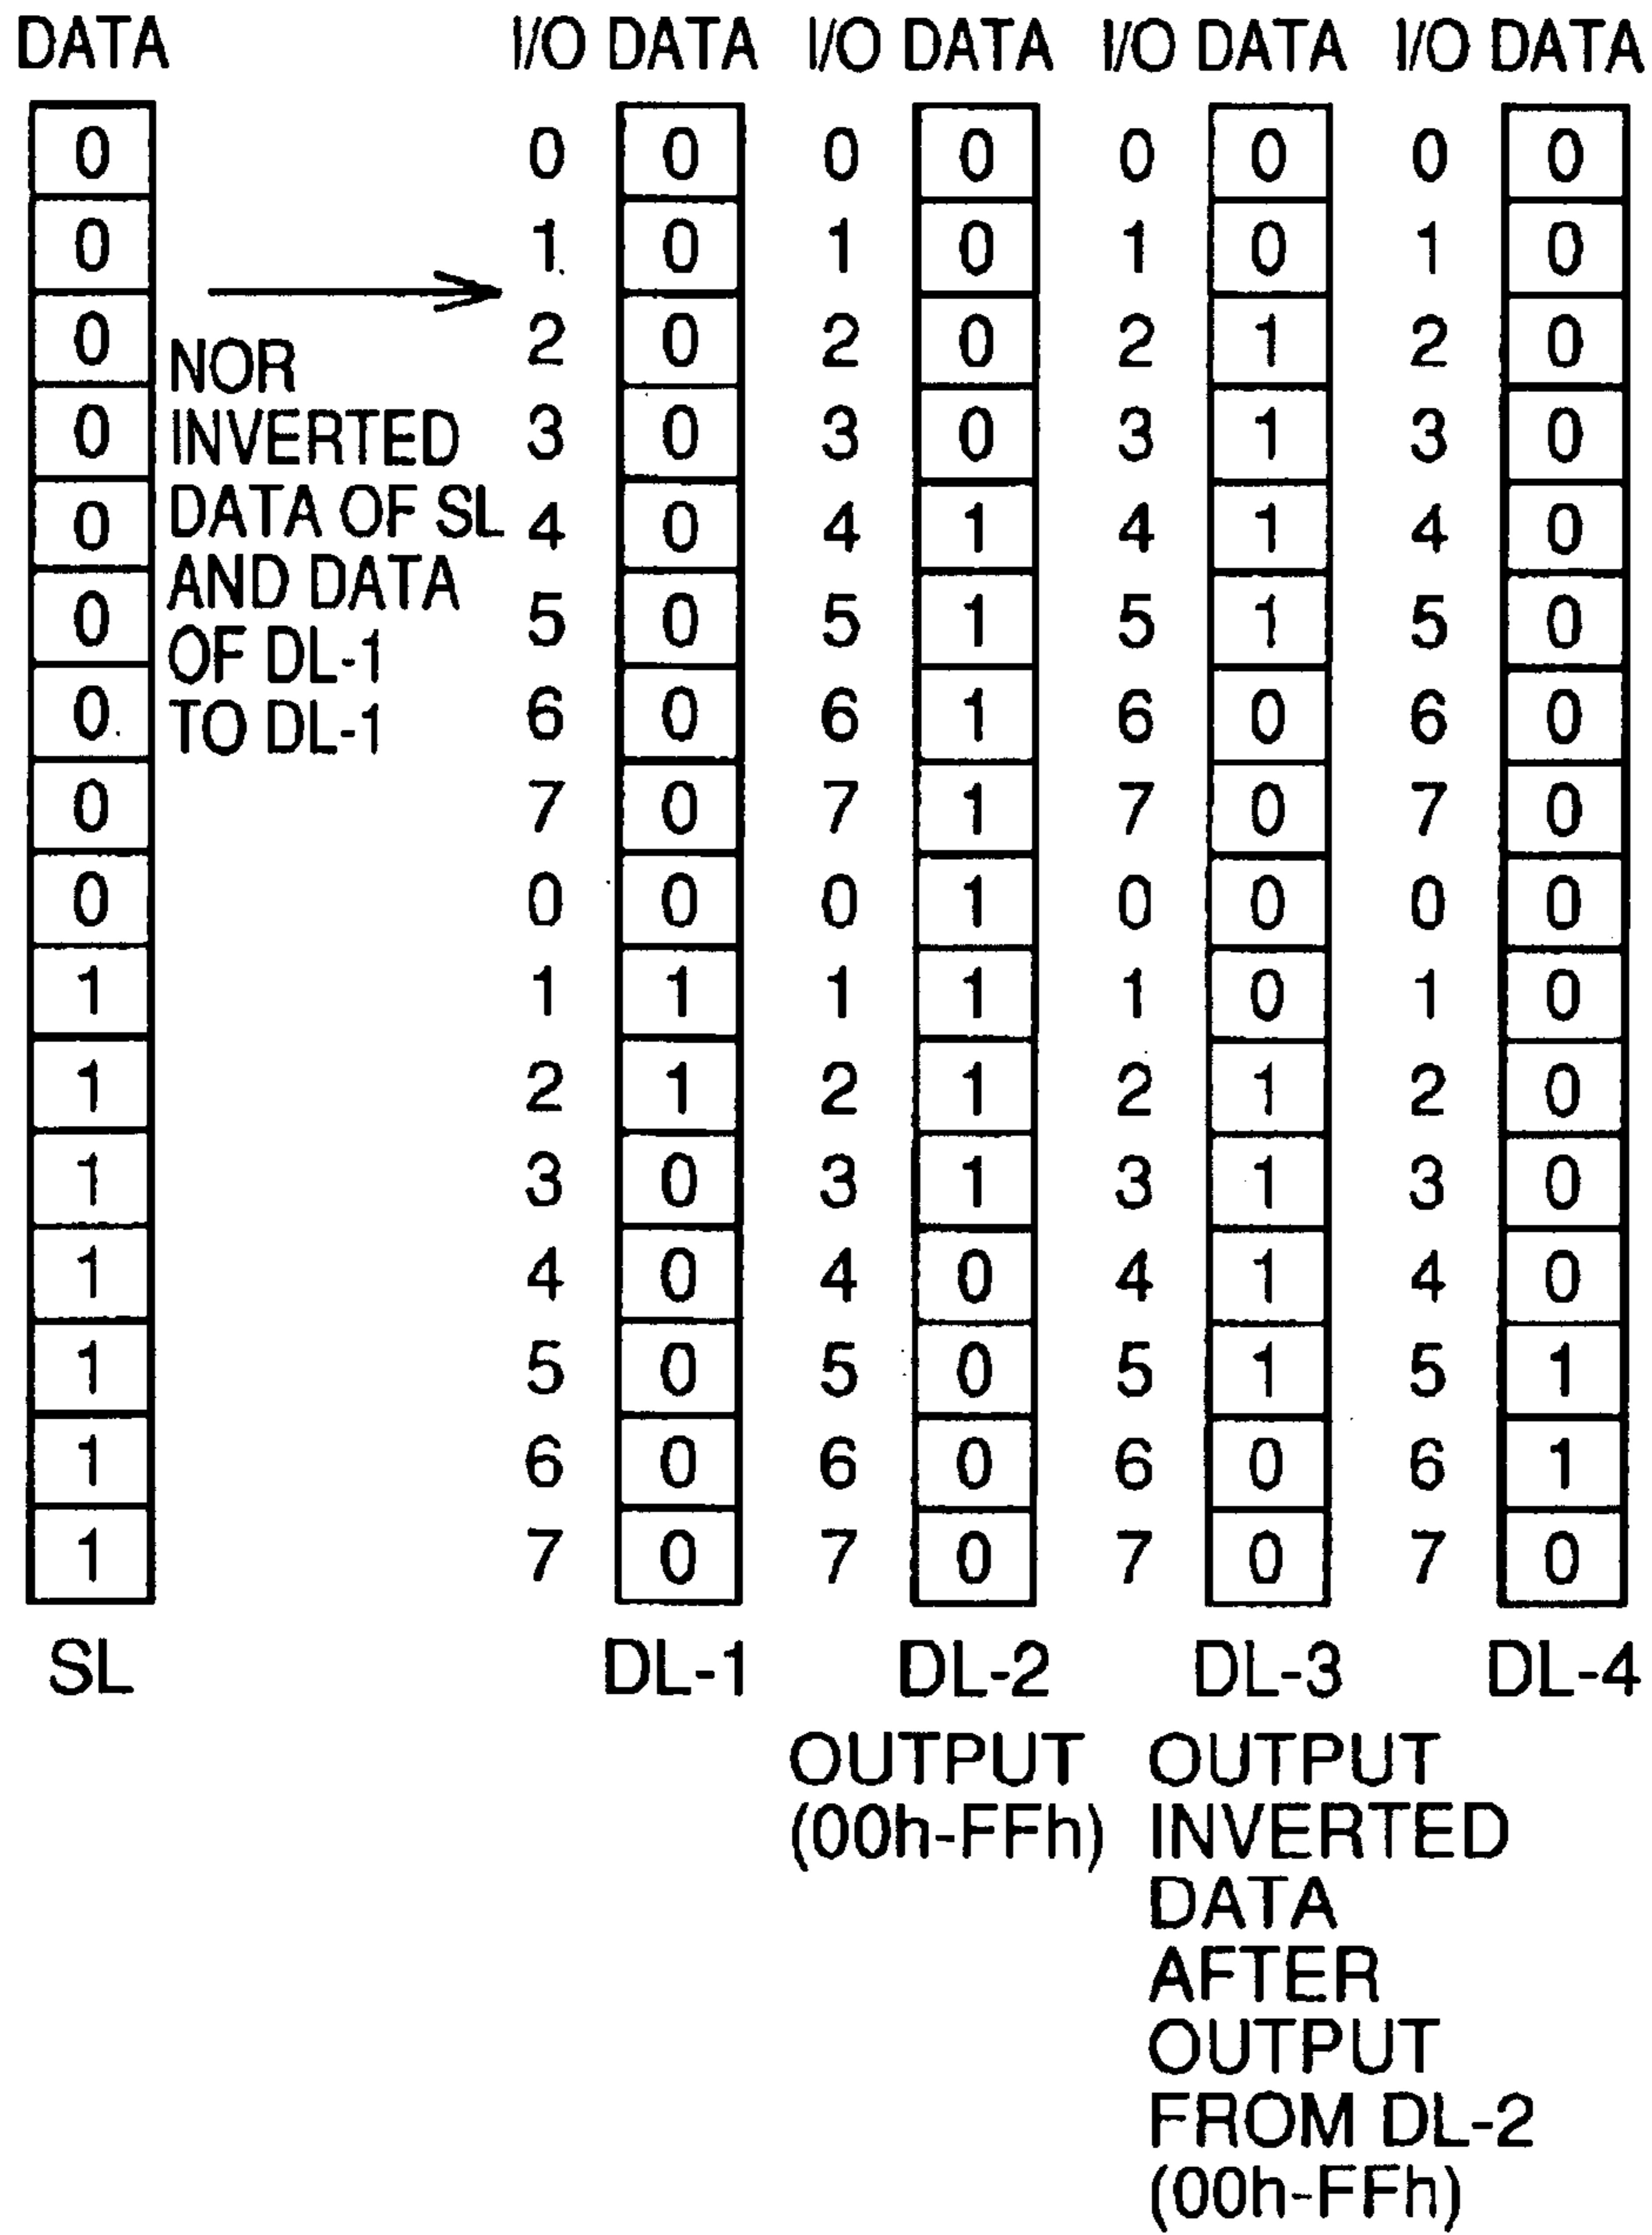 DATA I/O DATA I/O DATA I/O DATA I/O DATA
0 0 0 0 0 0 0 0 0
0 1 0 1 0 1 0 1 0
0 2 0 2 0 2 1 2 0
NOR
0 3 0 3 0 3 1 3 0
INVERTED
0 4 0 4 1 4 1 4 0
DATA OF SL
0 5 0 5 1 5 1 5 0
AND DATA
OF DL-1
0 6 0 6 1 6 0 6 0
TO DL-1
0 7 0 7 1 7 0 7 0
0 0 0 0 1 0 0 0 0
1 1 1 1 1 1 0 1 0
1 2 1 2 1 2 1 2 0
1 3 0 3 1 3 1 3 0
1 4 0 4 0 4 1 4 0
1 5 0 5 0 5 1 5 1
1 6 0 6 0 6 0 6 1
1 7 0 7 0 7 0 7 0
SL DL-1 DL-2 DL-3 DL-4
OUTPUT
(00h-FFh)
OUTPUT
INVERTED
DATA
AFTER
OUTPUT
FROM DL-2
(00h-FFh)